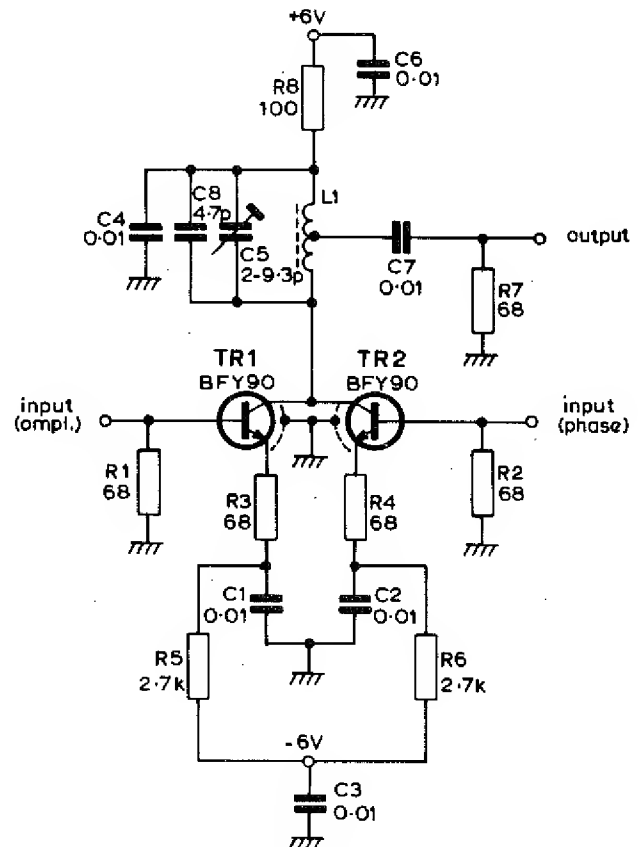 +6V
C6
0·01
R8
100
L1
C8
4·7p
C4
0·01
C5
2-9·3p
C7
0·01
output
R7
68
TR1
BFY90
TR2
BFY90
input
(ampl.)
input
(phase)
R1
68
R2
68
R3
68
R4
68
C1
0·01
C2
0·01
R5
2·7k
R6
2·7k
-6V
C3
0·01